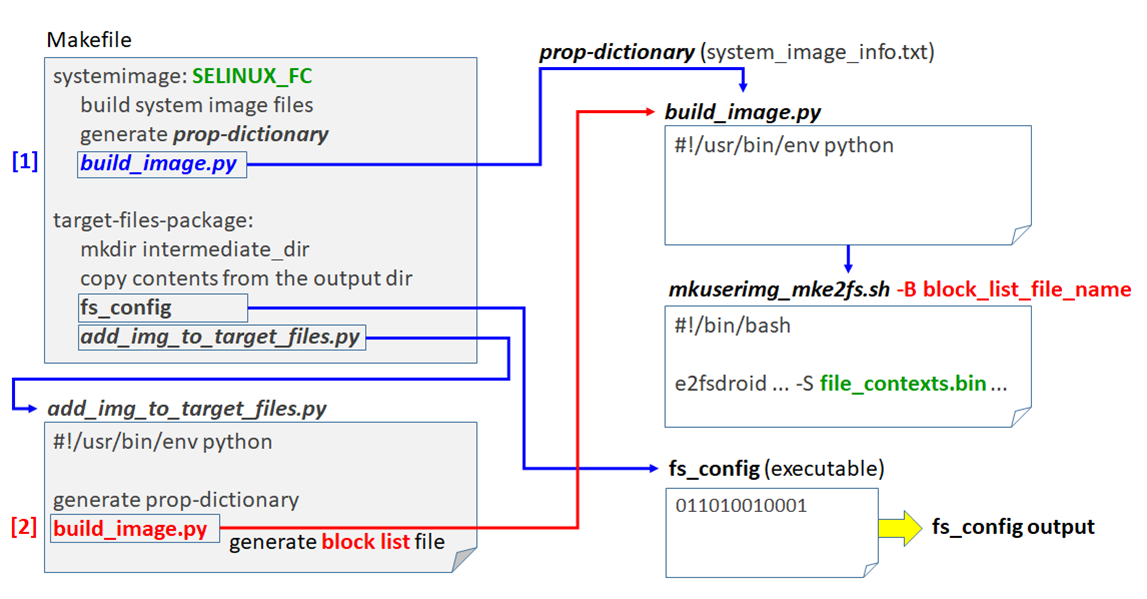 Makefile
systemimage: SELINUX_FC
build system image files
generate prop-dictionary
[1]
build_image.py
target-files-package:
mkdir intermediate_dir
copy contents from the output dir
fs_config
add_img_to_target_files.py
add_img_to_target_files.py
#!/usr/bin/env python
generate prop-dictionary
[2]
build_image.py
generate block list file
prop-dictionary (system_image_info.txt)
build_image.py
#!/usr/bin/env python
mkuserimg_mke2fs.sh -B block_list_file_name
#!/bin/bash
e2fsdroid ... -S file_contexts.bin ...
fs_config (executable)
011010010001
fs_config output